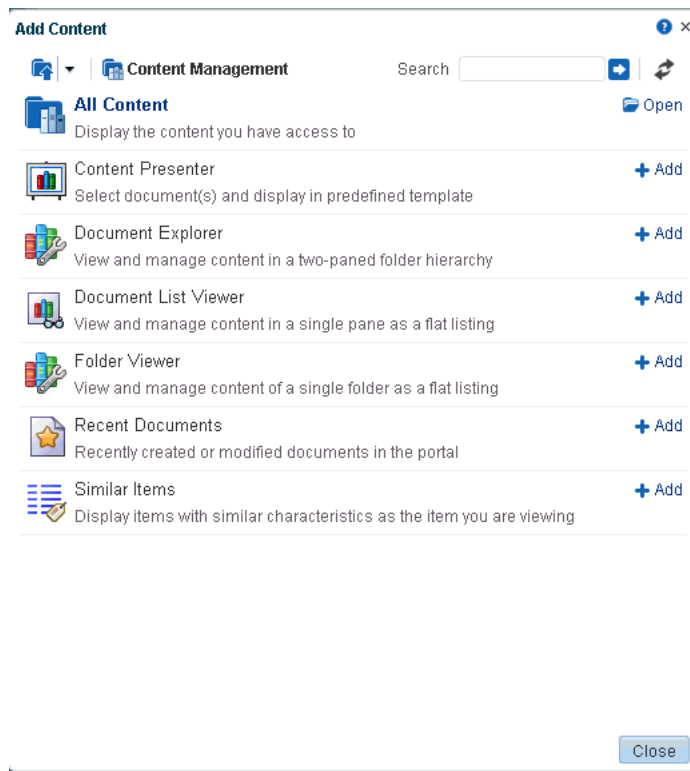 Add Content
Content Management Search
All Content Open
Display the content you have access to
Content Presenter Add
Select document(s) and display in predefined template
Document Explorer Add
View and manage content in a two-paned folder hierarchy
Document List Viewer Add
View and manage content in a single pane as a flat listing
Folder Viewer Add
View and manage content of a single folder as a flat listing
Recent Documents Add
Recently created or modified documents in the portal
Similar Items Add
Display items with similar characteristics as the item you are viewing
Close